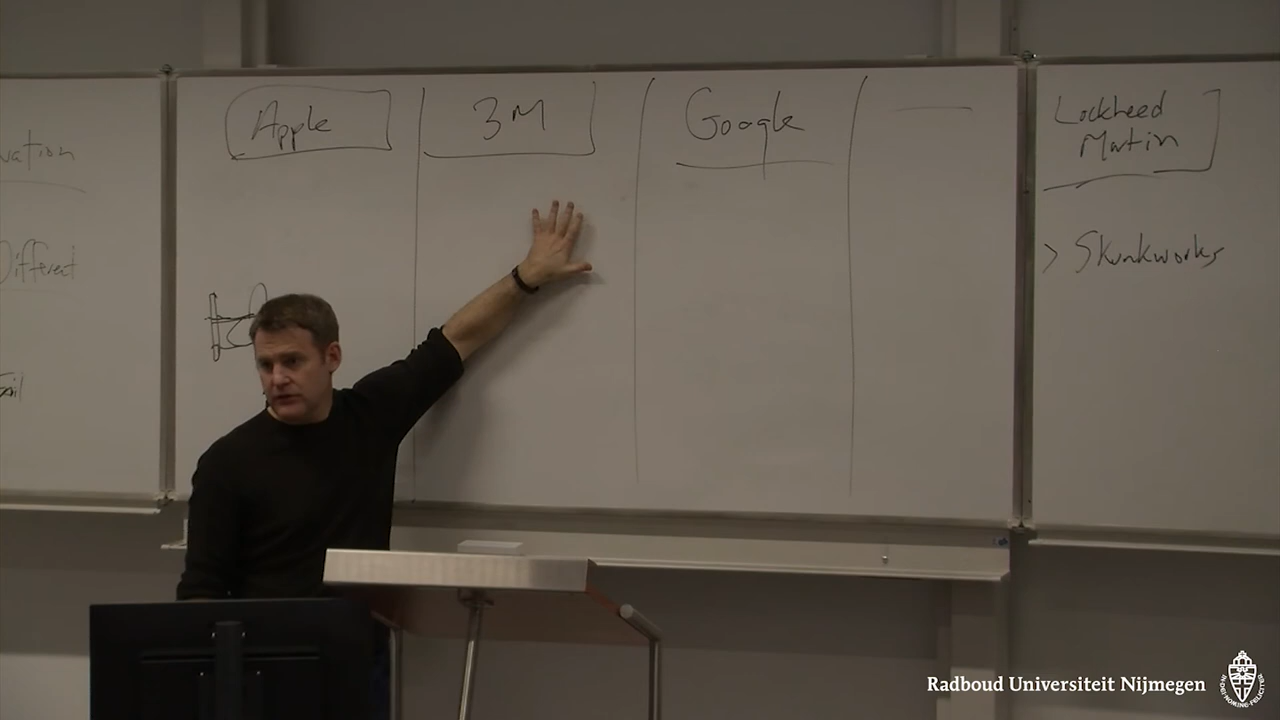 vation
Different
Apple
3M
Google
Lockheed
Martin
> Skunkworks
Radboud Universiteit Nijmegen